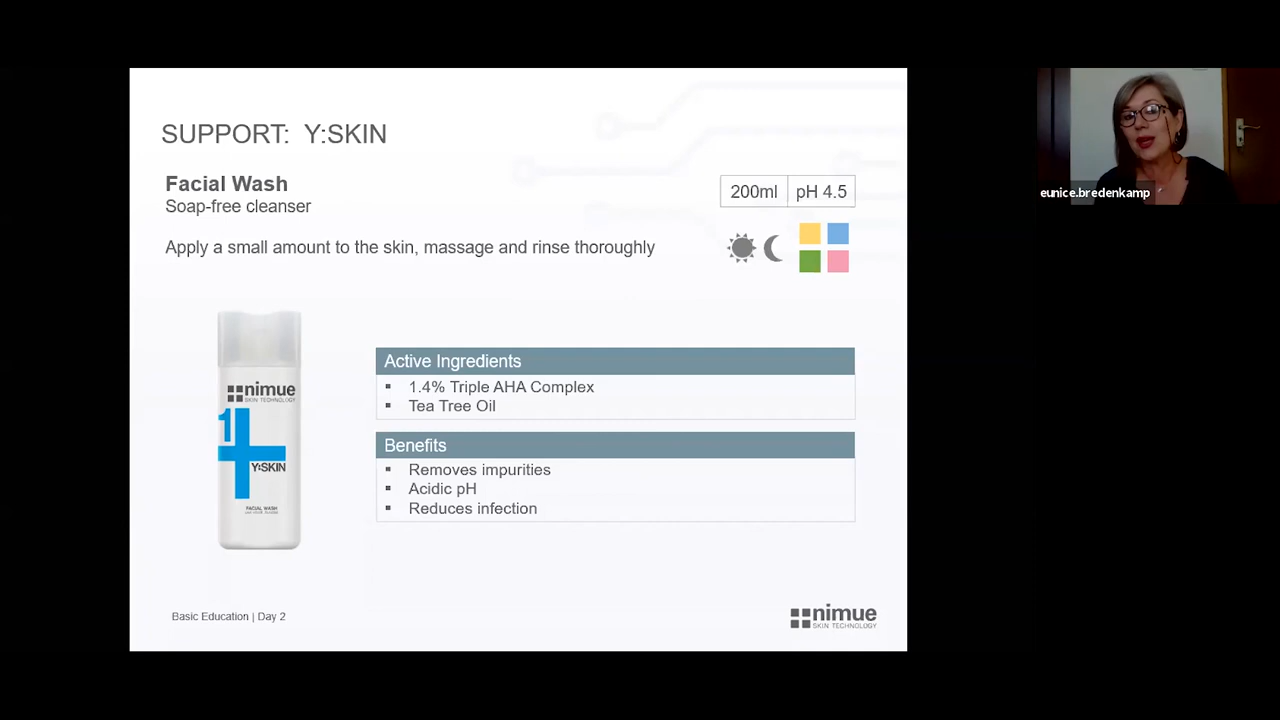 SUPPORT: Y:SKIN
Facial Wash
Soap-free cleanser
200ml
pH 4.5
Apply a small amount to the skin, massage and rinse thoroughly
nimue
SKIN TECHNOLOGY
1
Y:SKIN
FACIAL WASH
Active Ingredients
1.4% Triple AHA Complex
Tea Tree Oil
Benefits
Removes impurities
Acidic pH
Reduces infection
Basic Education | Day 2
nimue
SKIN TECHNOLOGY
eunice.bredenkamp